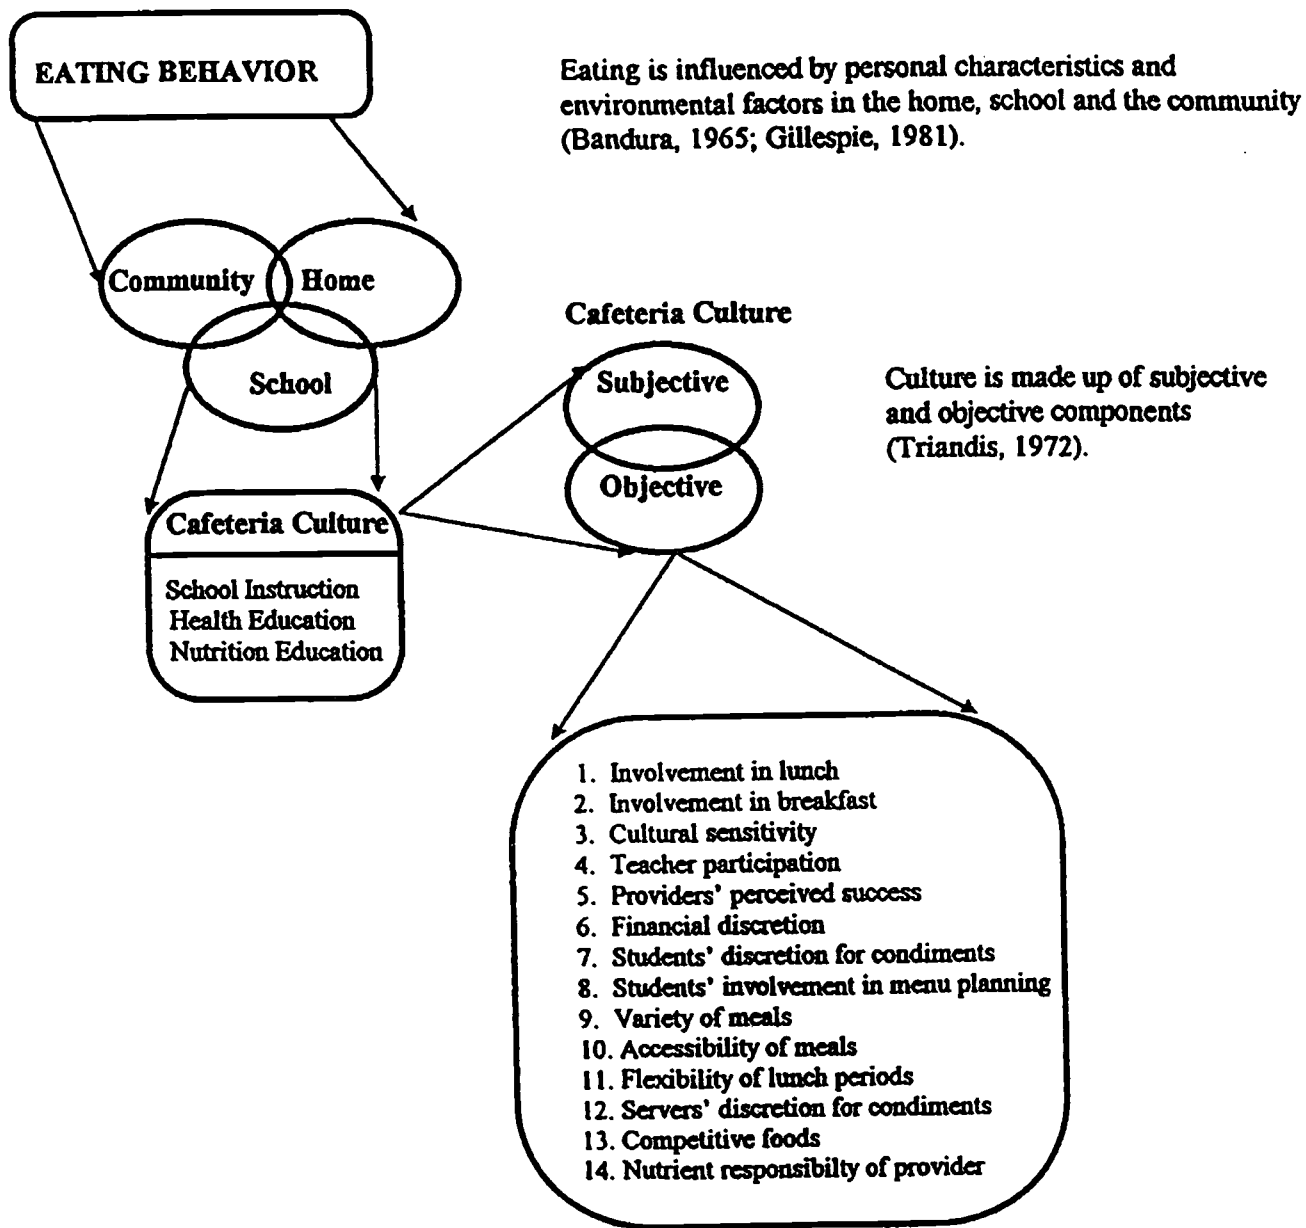 EATING BEHAVIOR
Eating is influenced by personal characteristics and
environmental factors in the home, school and the community
(Bandura, 1965; Gillespie, 1981).
Community
Home
School
Cafeteria Culture
Subjective
Objective
Culture is made up of subjective
and objective components
(Triandis, 1972).
Cafeteria Culture
School Instruction
Health Education
Nutrition Education
1. Involvement in lunch
2. Involvement in breakfast
3. Cultural sensitivity
4. Teacher participation
5. Providers' perceived success
6. Financial discretion
7. Students' discretion for condiments
8. Students' involvement in menu planning
9. Variety of meals
10. Accessibility of meals
11. Flexibility of lunch periods
12. Servers' discretion for condiments
13. Competitive foods
14. Nutrient responsibilty of provider